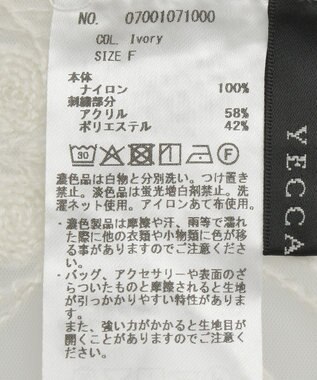 NO. 07001071000
COL. Ivory
SIZE F
本体
ナイロン 100%
刺繍部分
アクリル 58%
ポリエステル 42%
30 F
濃色品は白物と分別洗い。つけ置き
禁止。淡色品は蛍光増白剤禁止。洗
濯ネット使用。アイロンあて布使用。
・濃色製品は摩擦や汗、雨等で濡れ
た際に他の衣類や小物類に色が移
る事がありますのでご注意くださ
い。
・バッグ、アクセサリーや表面のざ
らついたものと摩擦されると生地
が引っかかりやすい特性がありま
す。
また、強い力がかかると生地目が
開くことがありますのでご注意く
ださい。
YECCA